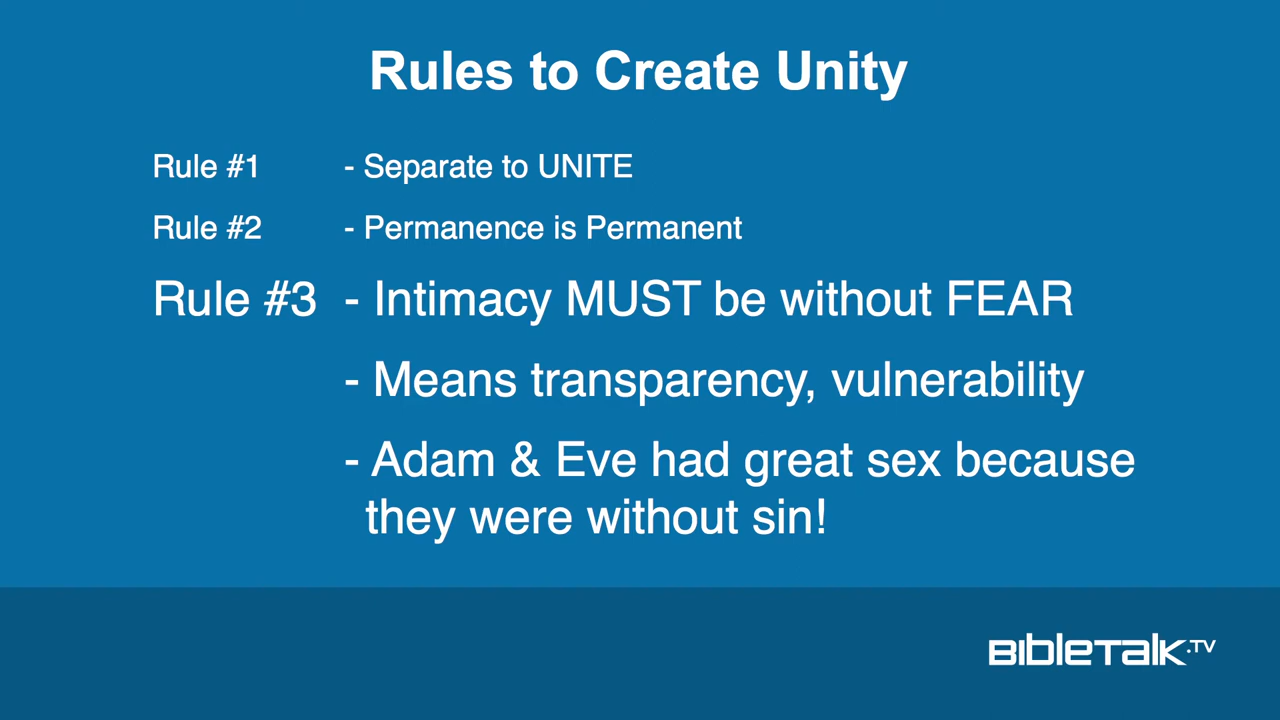 Rules to Create Unity
Rule #1 - Separate to UNITE
Rule #2 - Permanence is Permanent
Rule #3 - Intimacy MUST be without FEAR
- Means transparency, vulnerability
- Adam & Eve had great sex because
they were without sin!
BIBLETALK.TV